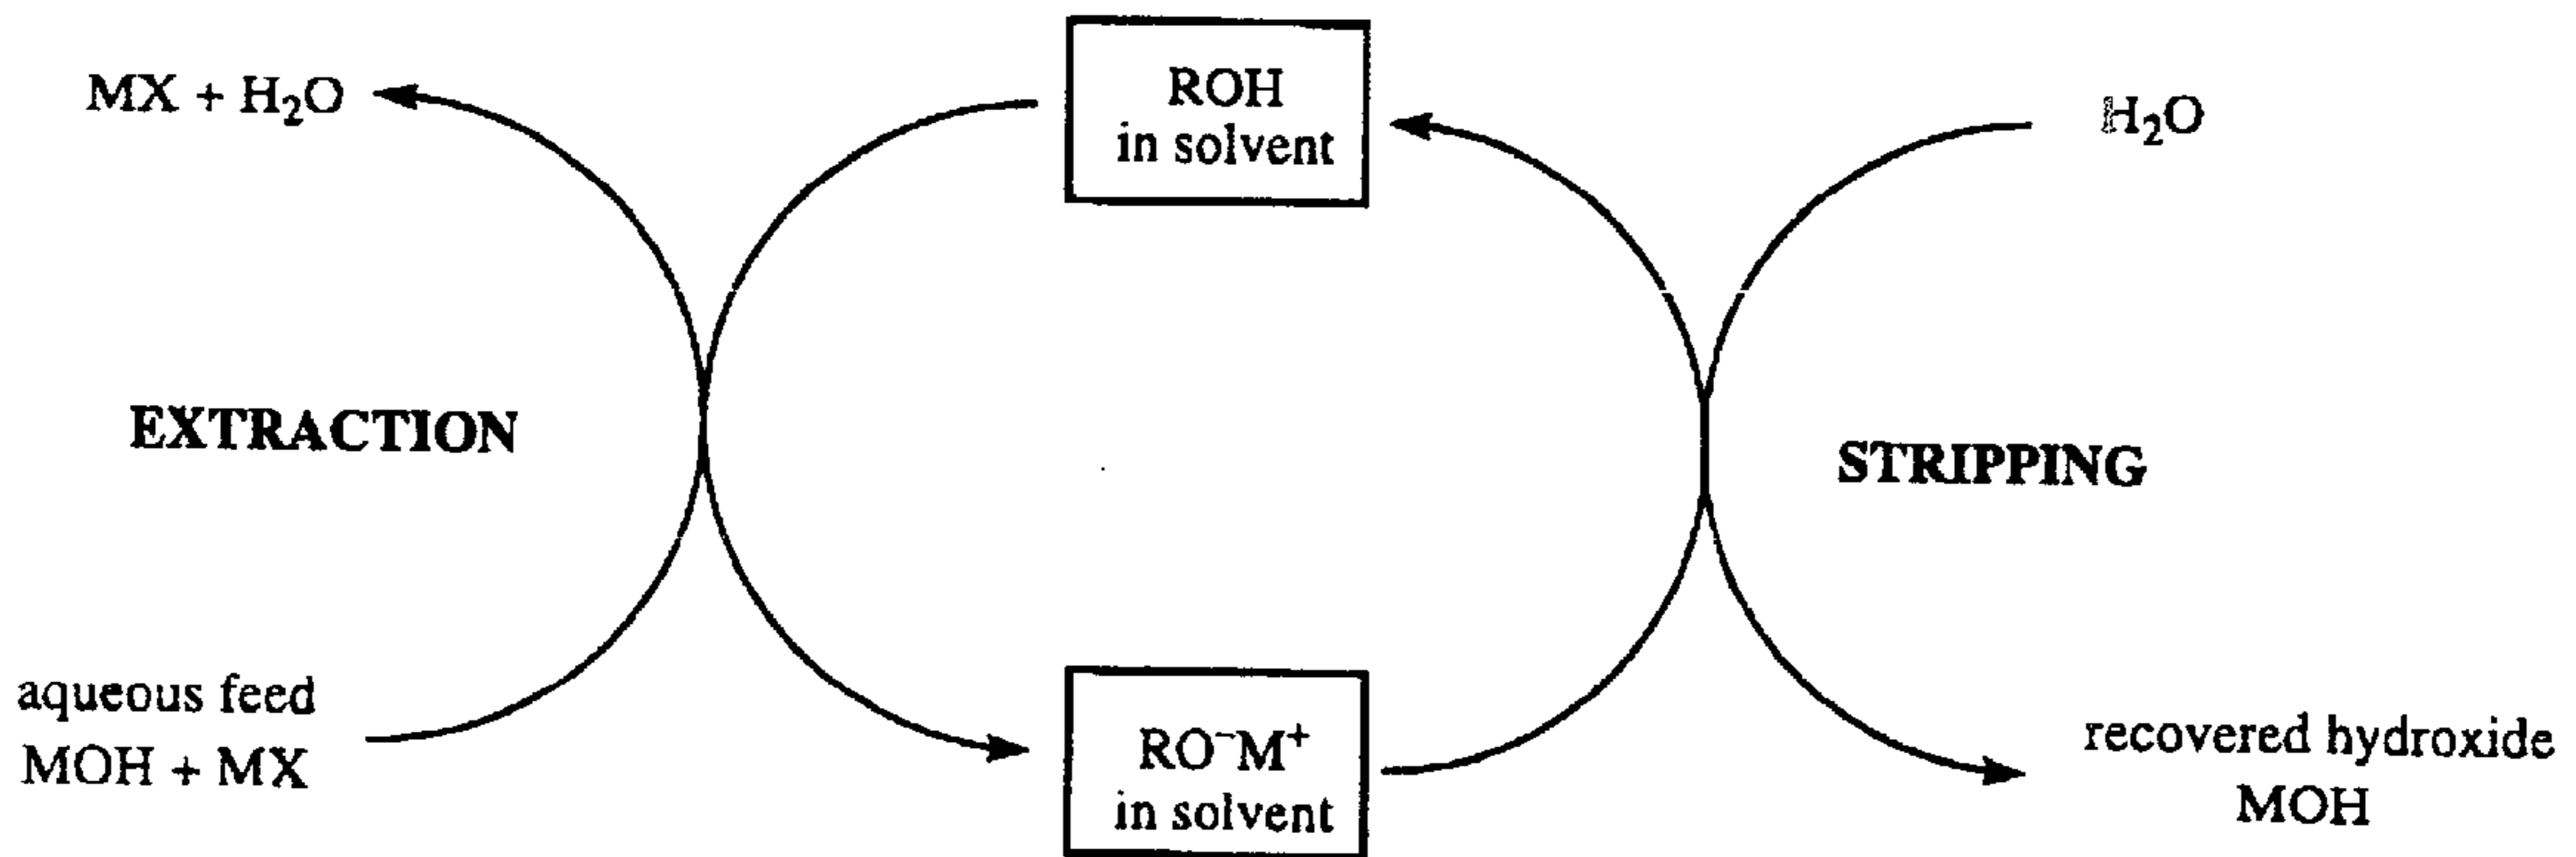 MX + H₂O
ROH
in solvent
H₂O
EXTRACTION
STRIPPING
aqueous feed
MOH + MX
RO⁻M⁺
in solvent
recovered hydroxide
MOH